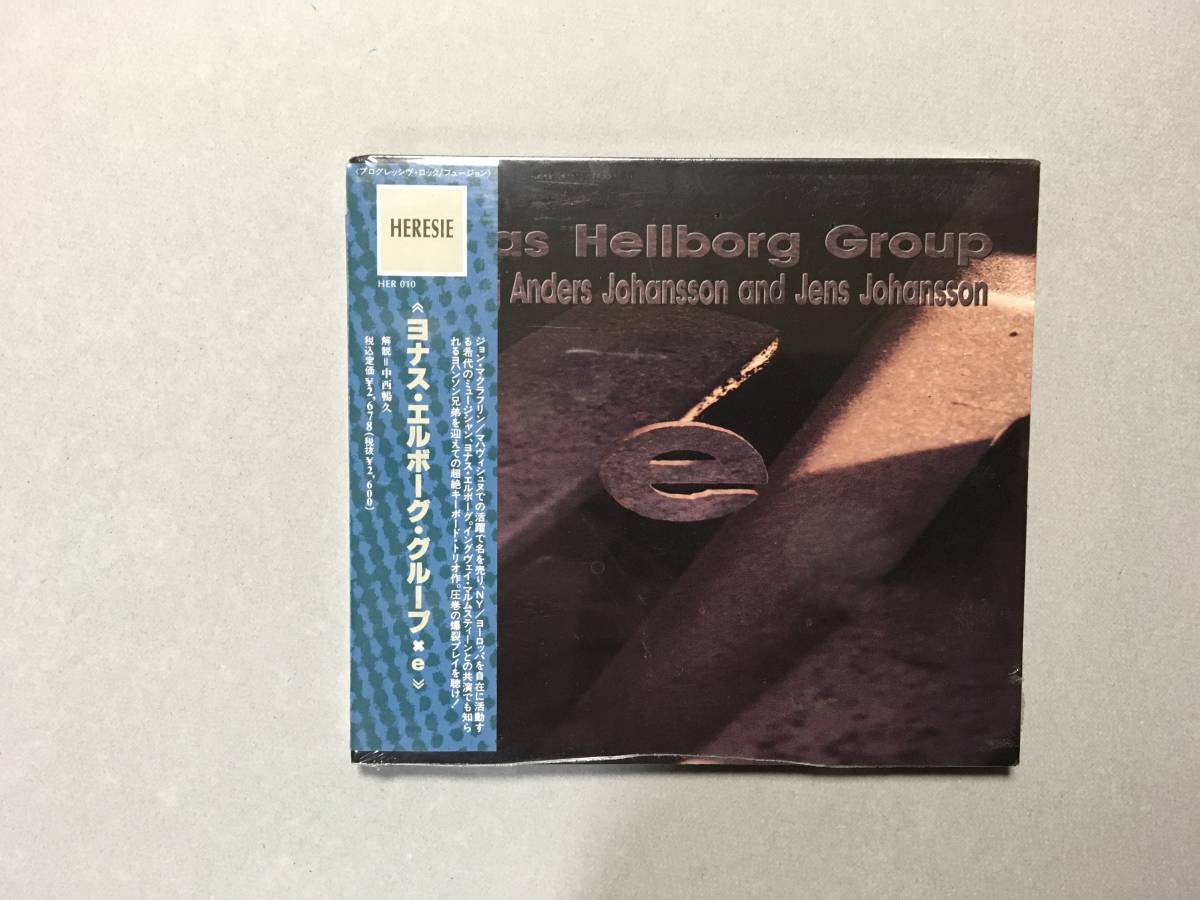 〈プログレッシヴ・ロック/フュージョン〉
HERESIE
HER 010
《ヨナス・エルボーグ・グループ×e》
ジョン・マクラフリン/マハヴィシュヌでの活躍で名を売り、NY/ヨーロッパを自在に活動す
る希代のミュージシャン、ヨナス・エルボーグ。イングヴェイ・マルムスティーンとの共演でも知ら
れるヨハンソン兄弟を迎えての超絶キーボード・トリオ作。圧巻の爆裂プレイを聴け!
解説=中西暢久
税込定価¥2,678(税抜¥2,600)
as Hellborg Group
Anders Johansson and Jens Johansson
e